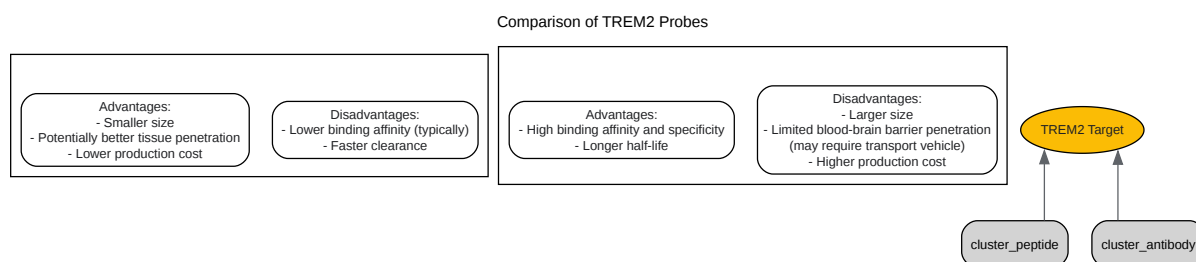 Comparison of TREM2 Probes
Advantages:
- Smaller size
- Potentially better tissue penetration
- Lower production cost
Disadvantages:
- Lower binding affinity (typically)
- Faster clearance
Advantages:
- High binding affinity and specificity
- Longer half-life
Disadvantages:
- Larger size
- Limited blood-brain barrier penetration
(may require transport vehicle)
- Higher production cost
TREM2 Target
cluster_peptide
cluster_antibody